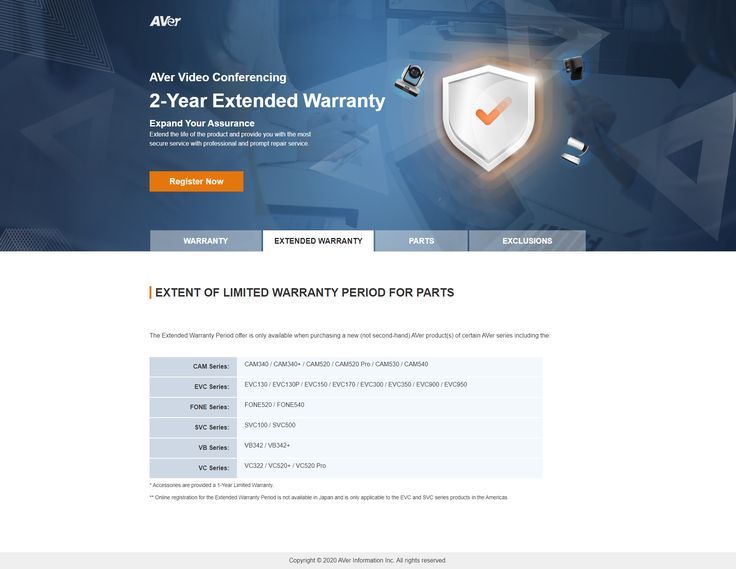 AVer
AVer Video Conferencing
2-Year Extended Warranty
Expand Your Assurance
Extend the life of the product and provide you with the most
secure service with professional and prompt repair service.
Register Now
WARRANTY
EXTENDED WARRANTY
PARTS
EXCLUSIONS
EXTENT OF LIMITED WARRANTY PERIOD FOR PARTS
The Extended Warranty Period offer is only available when purchasing a new (not second-hand) AVer product(s) of certain AVer series including the:
CAM Series: CAM340 / CAM340+ / CAM520 / CAM520 Pro / CAM530 / CAM540
EVC Series: EVC130 / EVC130P / EVC150 / EVC170 / EVC300 / EVC350 / EVC900 / EVC950
FONE Series: FONE520 / FONE540
SVC Series: SVC100 / SVC500
VB Series: VB342 / VB342+
VC Series: VC322 / VC520+ / VC520 Pro
* Accessories are provided a 1-Year Limited Warranty.
** Online registration for the Extended Warranty Period is not available in Japan and is only applicable to the EVC and SVC series products in the Americas.
Copyright © 2020 AVer Information Inc. All rights reserved.